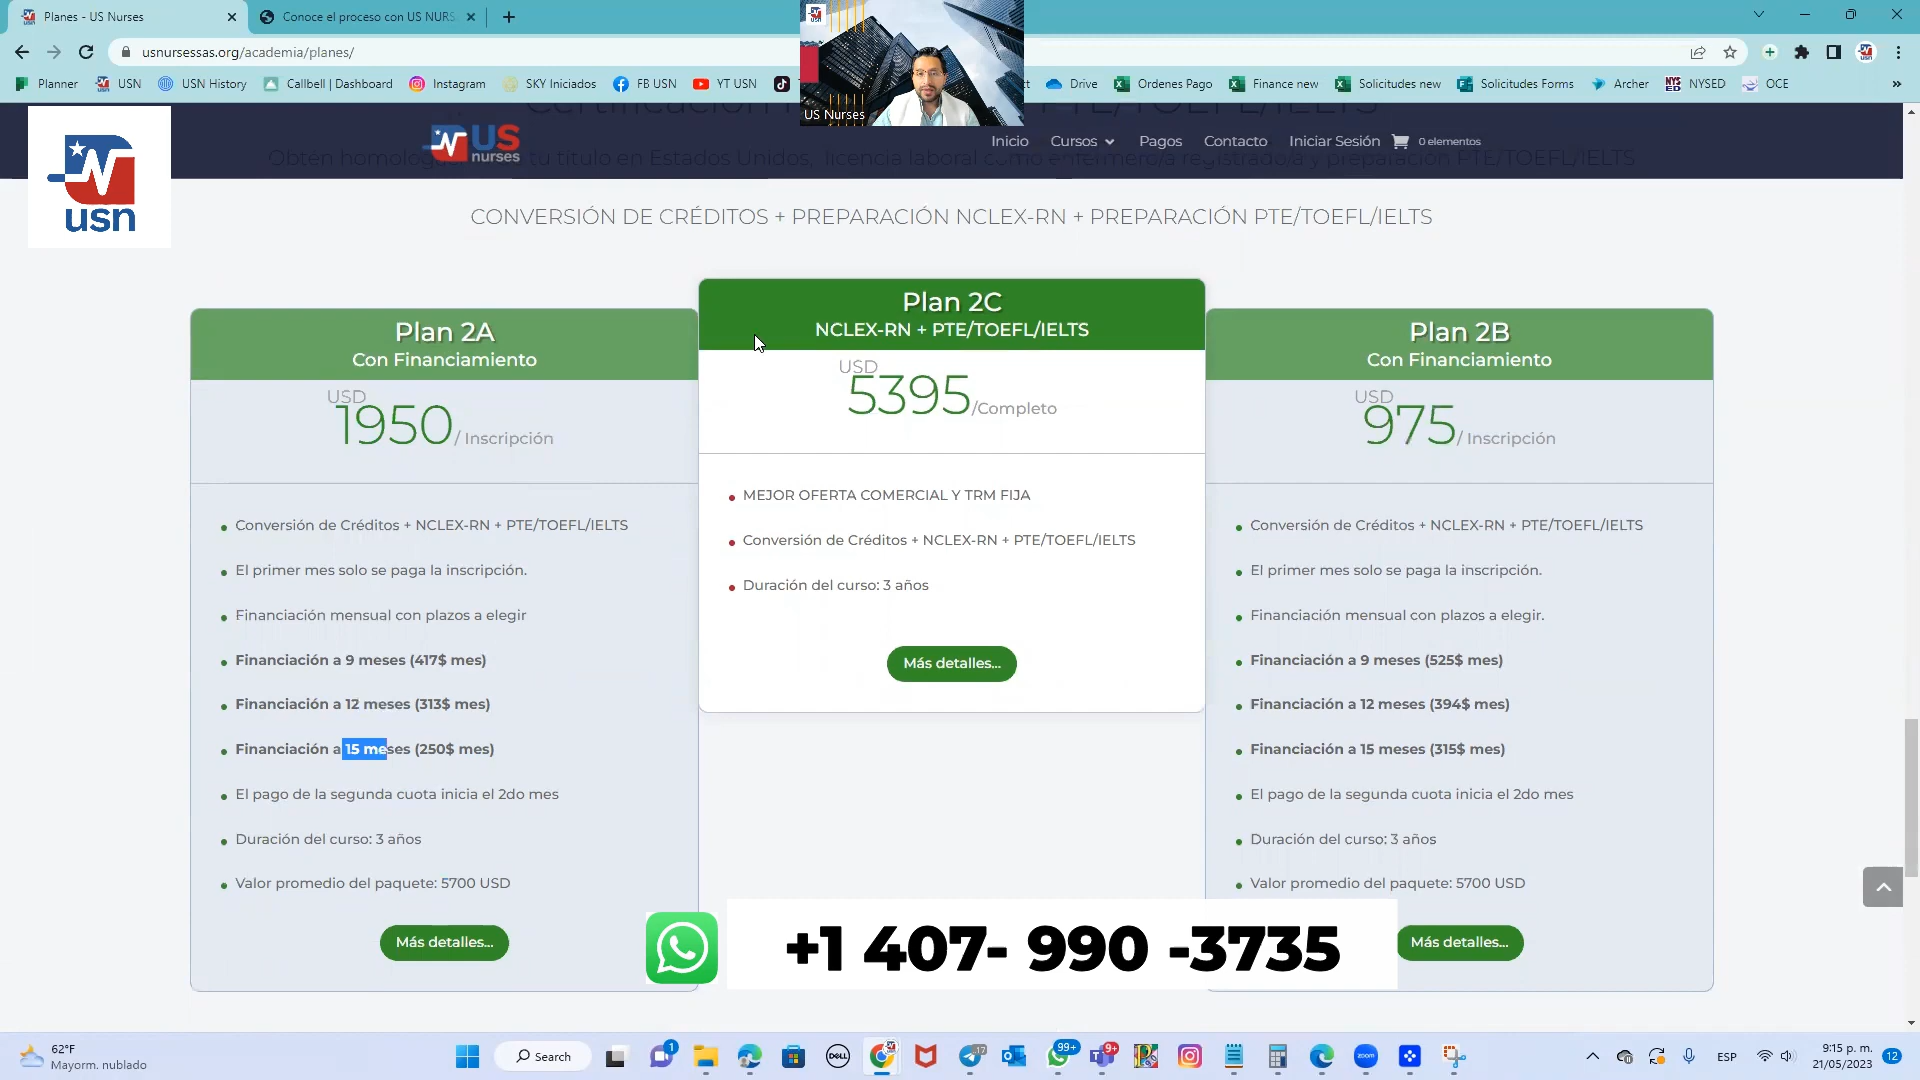 Planes - US Nurses
Conoce el proceso con US NURS
usnursessas.org/academia/planes/
Planner
USN
USN History
Callbell | Dashboard
Instagram
SKY Iniciados
FB USN
YT USN
Drive
Ordenes Pago
Finance new
Solicitudes new
Solicitudes Forms
Archer
NYSED
OCE
US Nurses
usn
US nurses
Inicio
Cursos
Pagos
Contacto
Iniciar Sesión
0 elementos
CONVERSIÓN DE CRÉDITOS + PREPARACIÓN NCLEX-RN + PREPARACIÓN PTE/TOEFL/IELTS
Plan 2A
Con Financiamiento
USD
1950/ Inscripción
Conversión de Créditos + NCLEX-RN + PTE/TOEFL/IELTS
El primer mes solo se paga la inscripción.
Financiación mensual con plazos a elegir
Financiación a 9 meses (417$ mes)
Financiación a 12 meses (313$ mes)
Financiación a 15 meses (250$ mes)
El pago de la segunda cuota inicia el 2do mes
Duración del curso: 3 años
Valor promedio del paquete: 5700 USD
Más detalles...
Plan 2C
NCLEX-RN + PTE/TOEFL/IELTS
USD
5395/Completo
MEJOR OFERTA COMERCIAL Y TRM FIJA
Conversión de Créditos + NCLEX-RN + PTE/TOEFL/IELTS
Duración del curso: 3 años
Más detalles...
Plan 2B
Con Financiamiento
USD
975/ Inscripción
Conversión de Créditos + NCLEX-RN + PTE/TOEFL/IELTS
El primer mes solo se paga la inscripción.
Financiación mensual con plazos a elegir.
Financiación a 9 meses (525$ mes)
Financiación a 12 meses (394$ mes)
Financiación a 15 meses (315$ mes)
El pago de la segunda cuota inicia el 2do mes
Duración del curso: 3 años
Valor promedio del paquete: 5700 USD
Más detalles...
+1 407- 990 -3735
62°F
Mayorm. nublado
Search
ESP
9:15 p. m.
21/05/2023
12